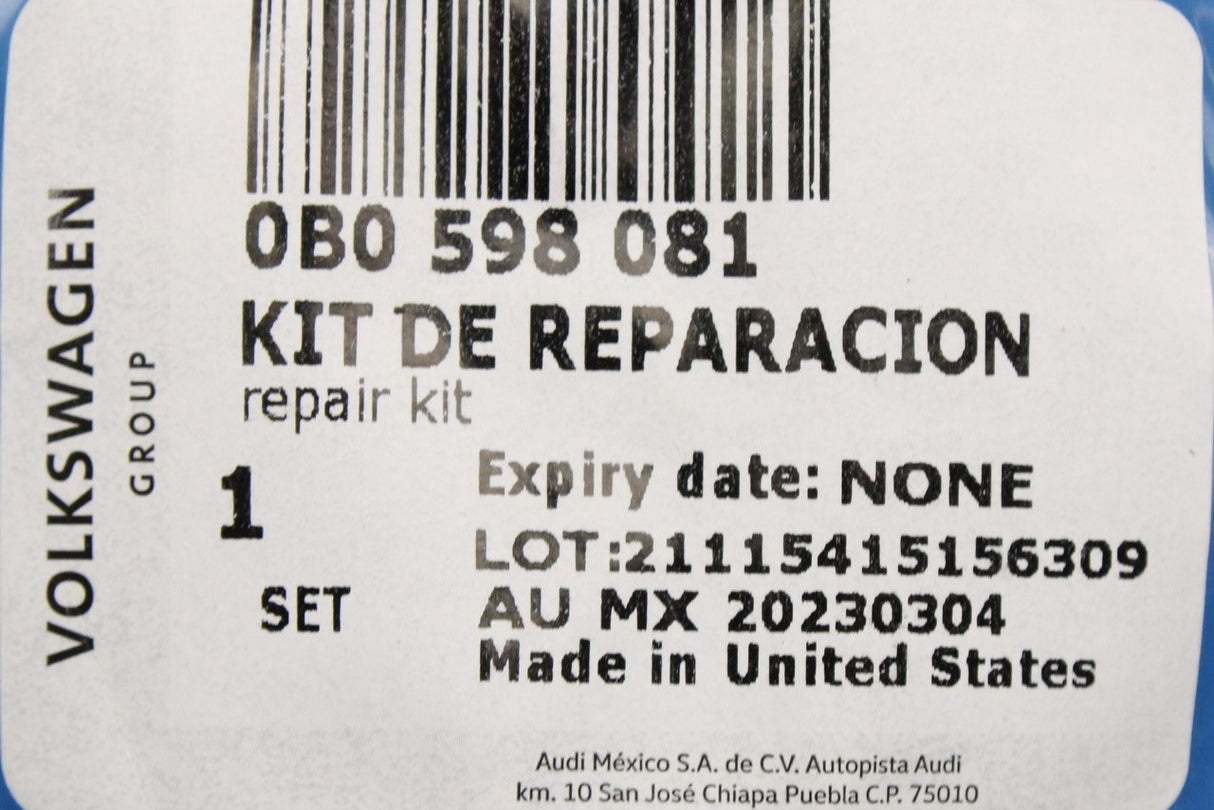 VOLKSWAGEN
GROUP
0B0 598 081
KIT DE REPARACION
repair kit
1
SET
Expiry date: NONE
LOT:21115415156309
AU MX 20230304
Made in United States
Audi México S.A. de C.V. Autopista Audi
km. 10 San José Chiapa Puebla C.P. 75010